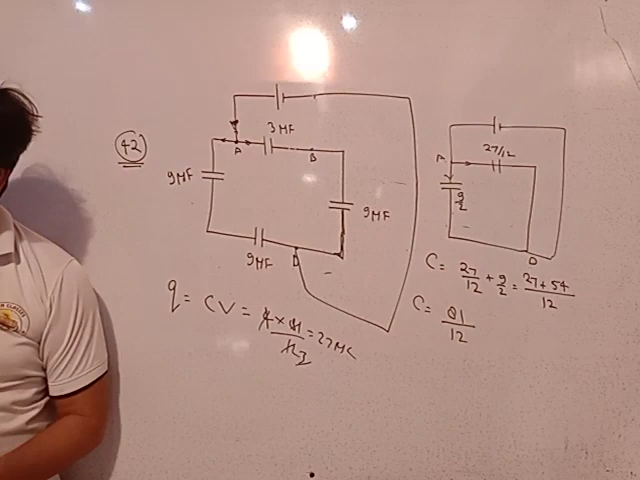 42
3MF
A
B
9MF
9MF
9MF
D
q = CV = 4 × 81 / 12 3 = 27 MC
A
27/12
9/2
D
C = 27/12 + 9/2 = 27 + 54 / 12
C = 81 / 12